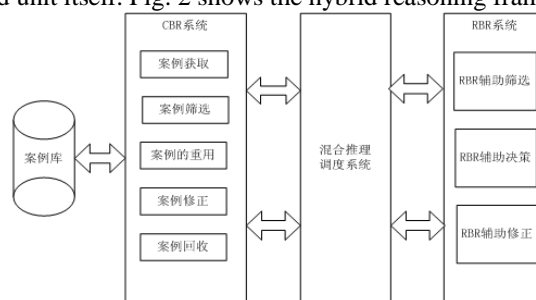 d unit itself. Fig. 2 shows the hybrid reasoning fram
CBR系统
案例获取
案例筛选
案例的重用
案例修正
案例回收
案例库
混合推理
调度系统
RBR系统
RBR辅助筛选
RBR辅助决策
RBR辅助修正